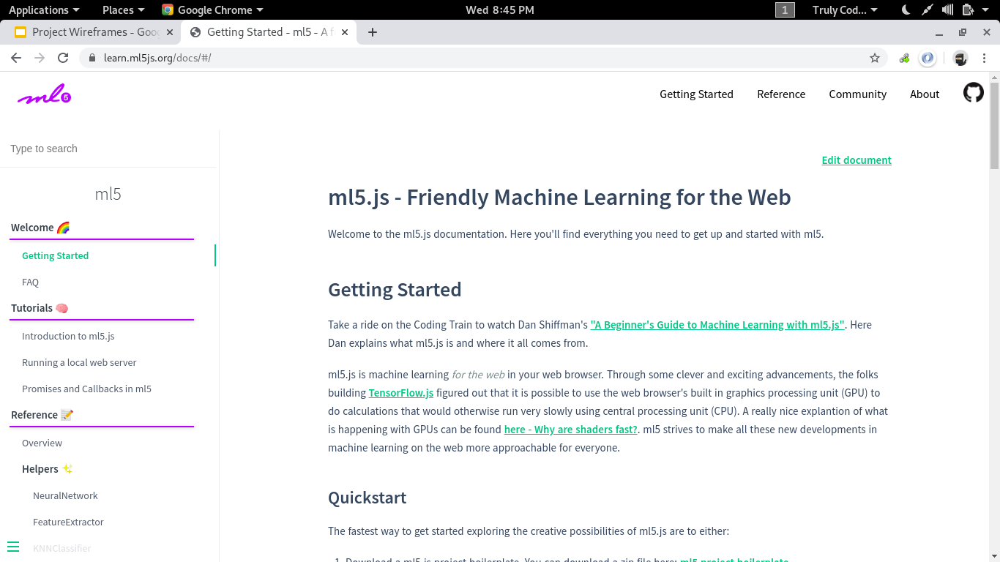 Applications Places Google Chrome Wed 8:45 PM 1 Truly Cod...
Project Wireframes - Goo
Getting Started - ml5 - A f
learn.ml5js.org/docs/#/
ml5
Getting Started Reference Community About
Type to search
ml5
Welcome 🌈
Getting Started
FAQ
Tutorials 🧠
Introduction to ml5.js
Running a local web server
Promises and Callbacks in ml5
Reference 📝
Overview
Helpers ✨
NeuralNetwork
FeatureExtractor
KNNClassifier
Edit document
ml5.js - Friendly Machine Learning for the Web
Welcome to the ml5.js documentation. Here you'll find everything you need to get up and started with ml5.
Getting Started
Take a ride on the Coding Train to watch Dan Shiffman's "A Beginner's Guide to Machine Learning with ml5.js". Here
Dan explains what ml5.js is and where it all comes from.
ml5.js is machine learning for the web in your web browser. Through some clever and exciting advancements, the folks
building TensorFlow.js figured out that it is possible to use the web browser's built in graphics processing unit (GPU) to
do calculations that would otherwise run very slowly using central processing unit (CPU). A really nice explantion of what
is happening with GPUs can be found here - Why are shaders fast?. ml5 strives to make all these new developments in
machine learning on the web more approachable for everyone.
Quickstart
The fastest way to get started exploring the creative possibilities of ml5.js are to either:
1. Download a ml5.js project boilerplate. You can download a zip file here: ml5 project boilerplate.